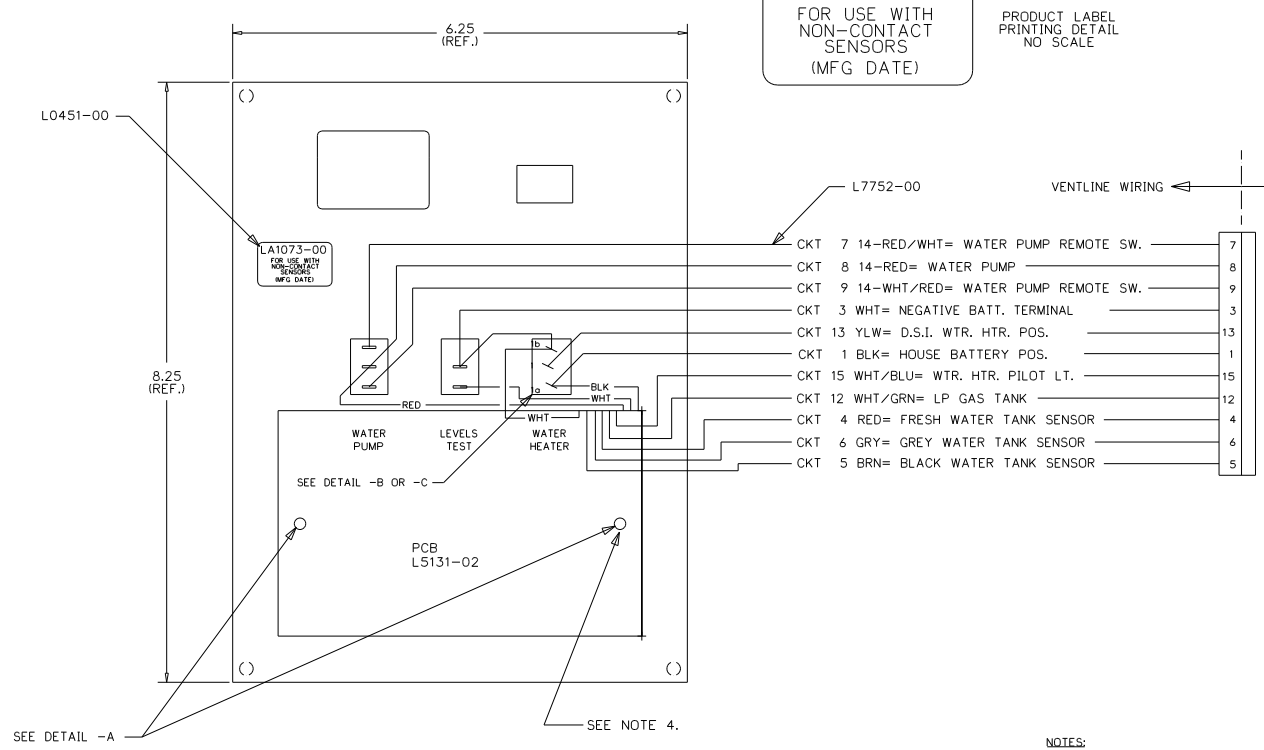 FOR USE WITH
NON-CONTACT
SENSORS
(MFG DATE)
PRODUCT LABEL
PRINTING DETAIL
NO SCALE
6.25
(REF.)
L0451-00
L7752-00
VENTLINE WIRING
LA1073-00
FOR USE WITH
NON-CONTACT
SENSORS
(MFG DATE)
CKT 7 14-RED/WHT= WATER PUMP REMOTE SW. 7
CKT 8 14-RED= WATER PUMP 8
CKT 9 14-WHT/RED= WATER PUMP REMOTE SW. 9
CKT 3 WHT= NEGATIVE BATT. TERMINAL 3
CKT 13 YLW= D.S.I. WTR. HTR. POS. 13
CKT 1 BLK= HOUSE BATTERY POS. 1
CKT 15 WHT/BLU= WTR. HTR. PILOT LT. 15
CKT 12 WHT/GRN= LP GAS TANK 12
CKT 4 RED= FRESH WATER TANK SENSOR 4
CKT 6 GRY= GREY WATER TANK SENSOR 6
CKT 5 BRN= BLACK WATER TANK SENSOR 5
8.25
(REF.)
1b
1a
BLK
WHT
RED
WHT
WATER
PUMP
LEVELS
TEST
WATER
HEATER
SEE DETAIL -B OR -C
PCB
L5131-02
SEE DETAIL -A
SEE NOTE 4.
NOTES: